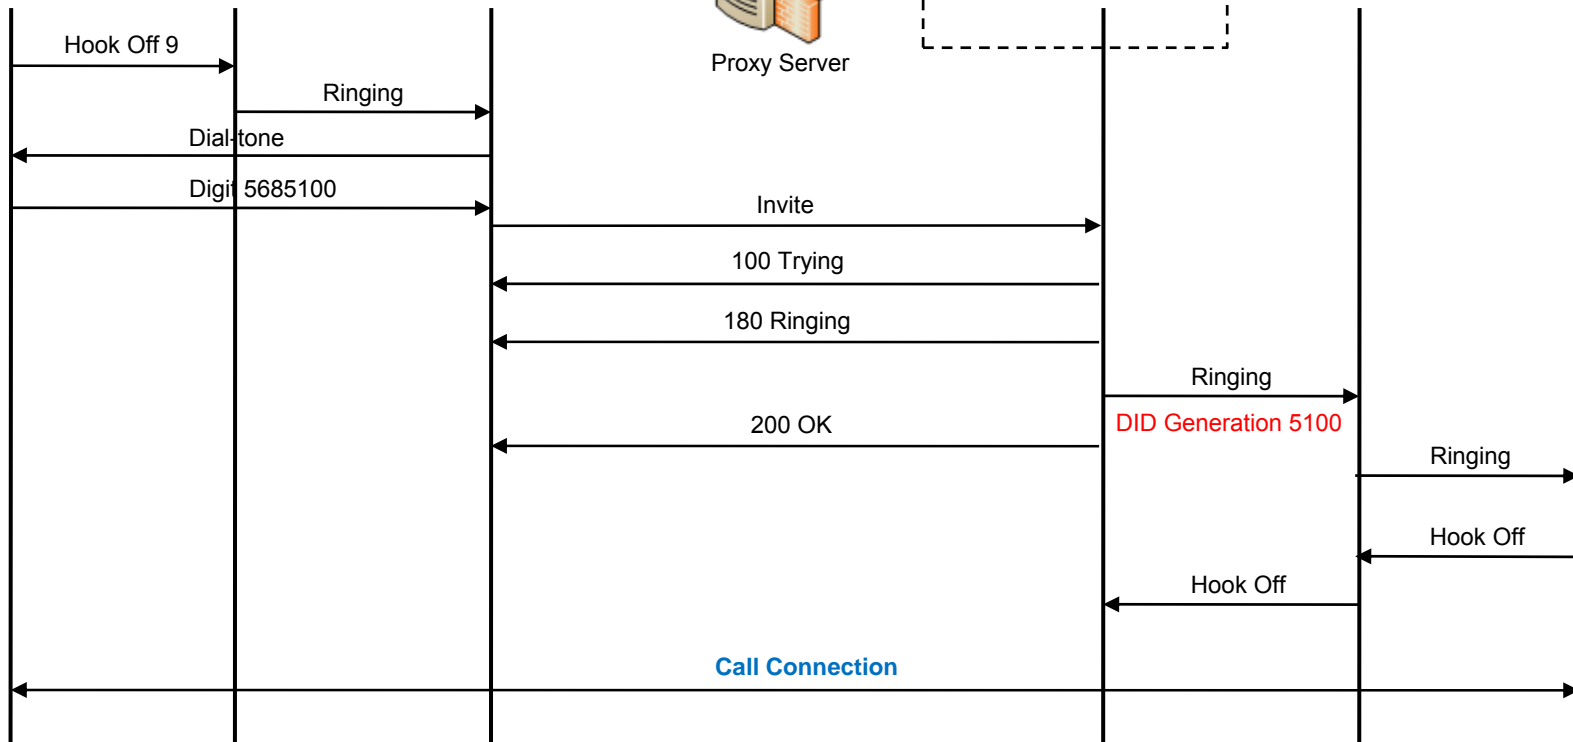 Hook Off 9
Proxy Server
Ringing
Dial-tone
Digit 5685100
Invite
100 Trying
180 Ringing
Ringing
200 OK
DID Generation 5100
Ringing
Hook Off
Hook Off
Call Connection